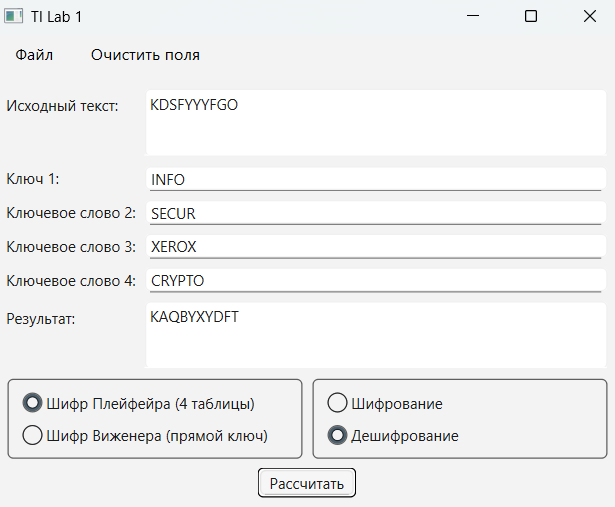 TI Lab 1
Файл Очистить поля
Исходный текст: KDSFYYYFGO
Ключ 1: INFO
Ключевое слово 2: SECUR
Ключевое слово 3: XEROX
Ключевое слово 4: CRYPTO
Результат: KAQBYXYDFT
Шифр Плейфейра (4 таблицы) Шифрование
Шифр Виженера (прямой ключ) Дешифрование
Рассчитать